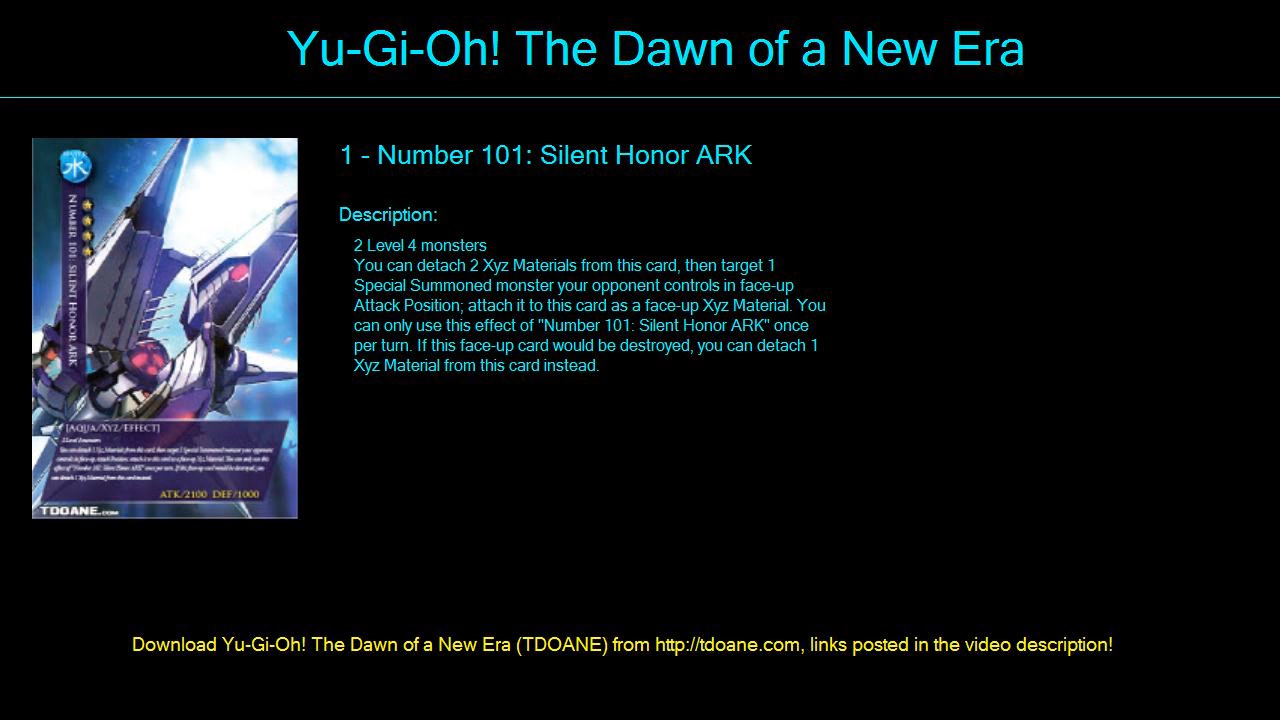 Yu-Gi-Oh! The Dawn of a New Era
1 - Number 101: Silent Honor ARK
Description:
2 Level 4 monsters
You can detach 2 Xyz Materials from this card, then target 1
Special Summoned monster your opponent controls in face-up
Attack Position; attach it to this card as a face-up Xyz Material. You
can only use this effect of "Number 101: Silent Honor ARK" once
per turn. If this face-up card would be destroyed, you can detach 1
Xyz Material from this card instead.
水
NUMBER 101: SILENT HONOR ARK
[AQUA/XYZ/EFFECT]
ATK/2100 DEF/1000
TDOANE.COM
Download Yu-Gi-Oh! The Dawn of a New Era (TDOANE) from http://tdoane.com, links posted in the video description!